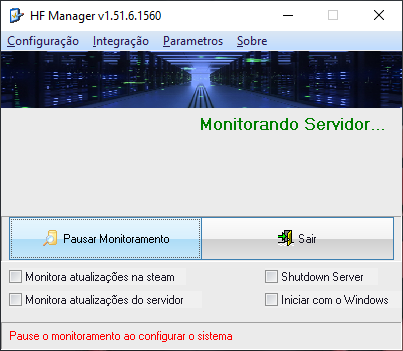 HF Manager v1.51.6.1560
Configuração Integração Parametros Sobre
Monitorando Servidor...
Pausar Monitoramento Sair
Monitora atualizações na steam Shutdown Server
Monitora atualizações do servidor Iniciar com o Windows
Pause o monitoramento ao configurar o sistema